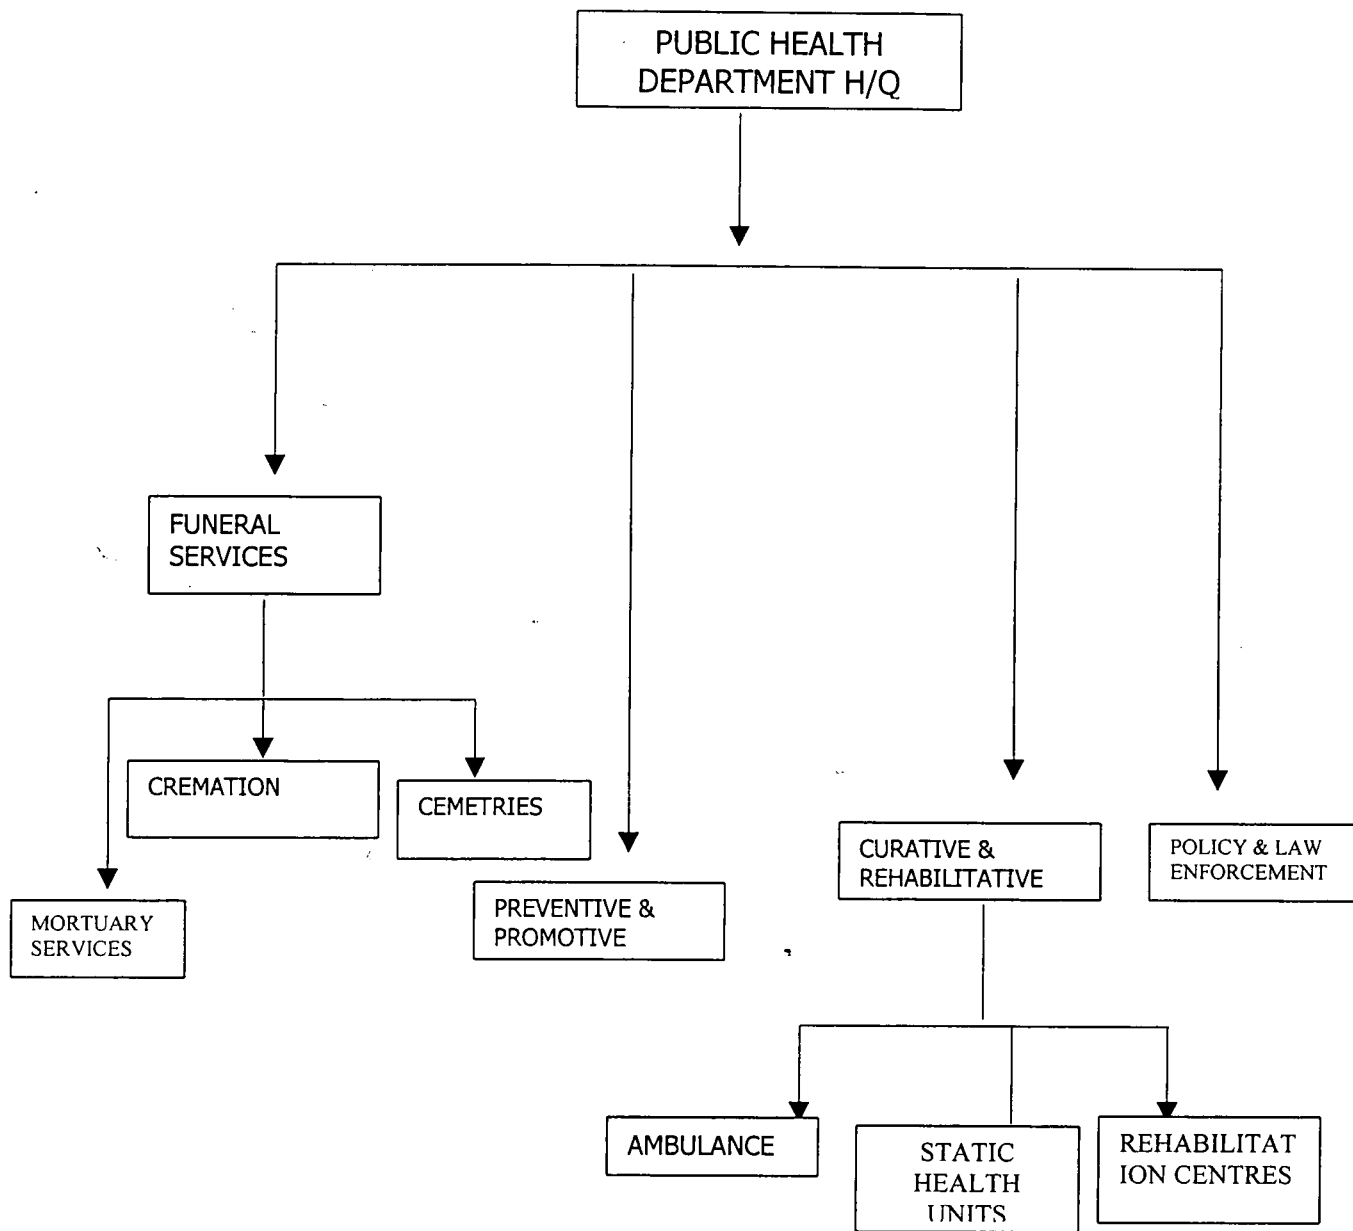 PUBLIC HEALTH
DEPARTMENT H/Q
FUNERAL
SERVICES
CREMATION
CEMETRIES
MORTUARY
SERVICES
PREVENTIVE &
PROMOTIVE
CURATIVE &
REHABILITATIVE
POLICY & LAW
ENFORCEMENT
AMBULANCE
STATIC
HEALTH
UNITS
REHABILITAT
ION CENTRES